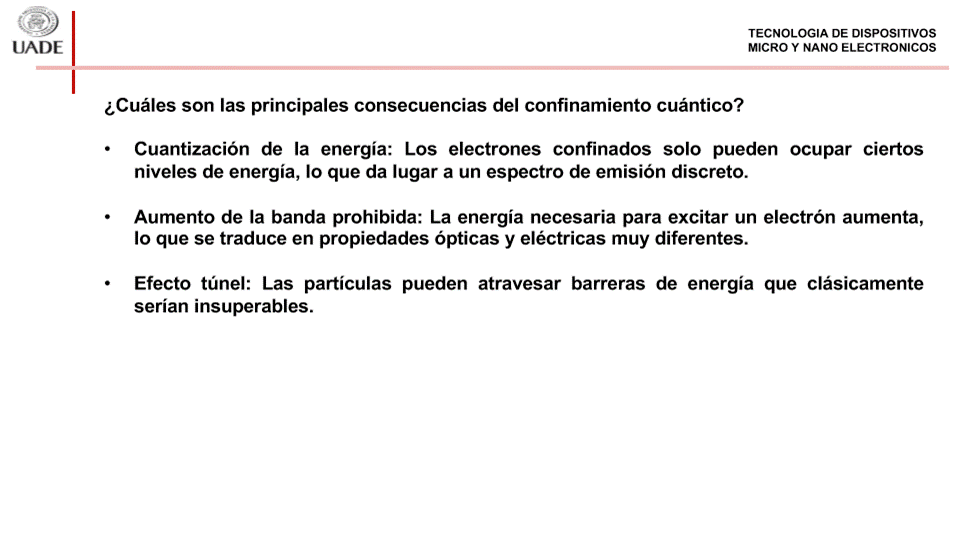 UADE
TECNOLOGIA DE DISPOSITIVOS
MICRO Y NANO ELECTRONICOS
¿Cuáles son las principales consecuencias del confinamiento cuántico?
• Cuantización de la energía: Los electrones confinados solo pueden ocupar ciertos
niveles de energía, lo que da lugar a un espectro de emisión discreto.
• Aumento de la banda prohibida: La energía necesaria para excitar un electrón aumenta,
lo que se traduce en propiedades ópticas y eléctricas muy diferentes.
• Efecto túnel: Las partículas pueden atravesar barreras de energía que clásicamente
serían insuperables.